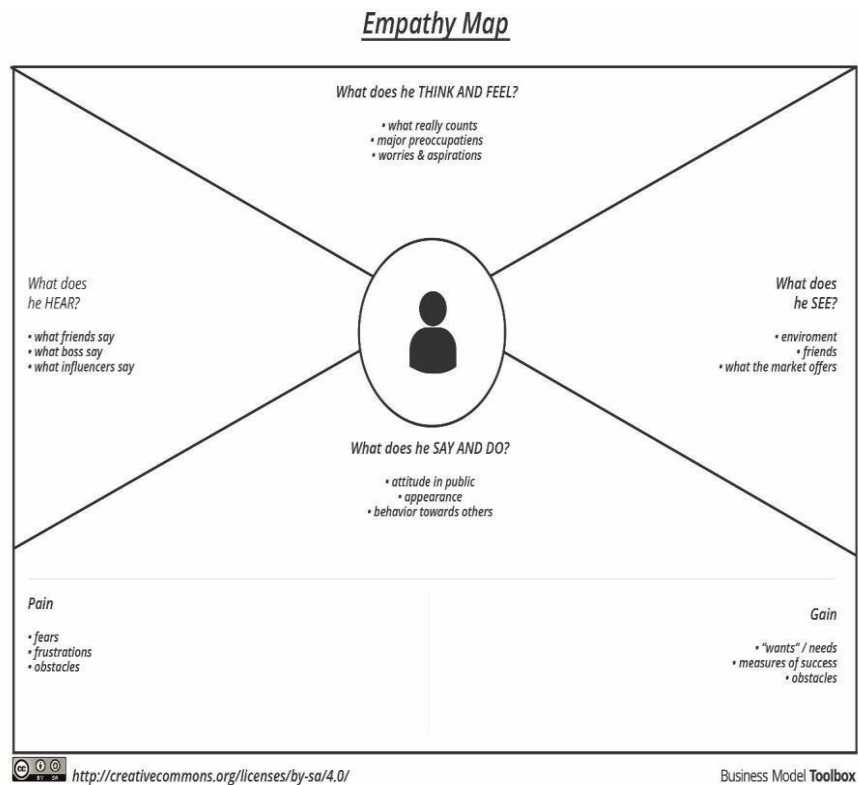 Empathy Map
What does he THINK AND FEEL?
• what really counts
• major preoccupatiens
• worries & aspirations
What does
he HEAR?
• what friends say
• what boss say
• what influencers say
What does
he SEE?
• enviroment
• friends
• what the market offers
What does he SAY AND DO?
• attitude in public
• appearance
• behavior towards others
Pain
• fears
• frustrations
• obstacles
Gain
• “wants“ / needs
• measures of success
• obstacles
cc BY SA
http://creativecommons.org/licenses/by-sa/4.0/
Business Model Toolbox